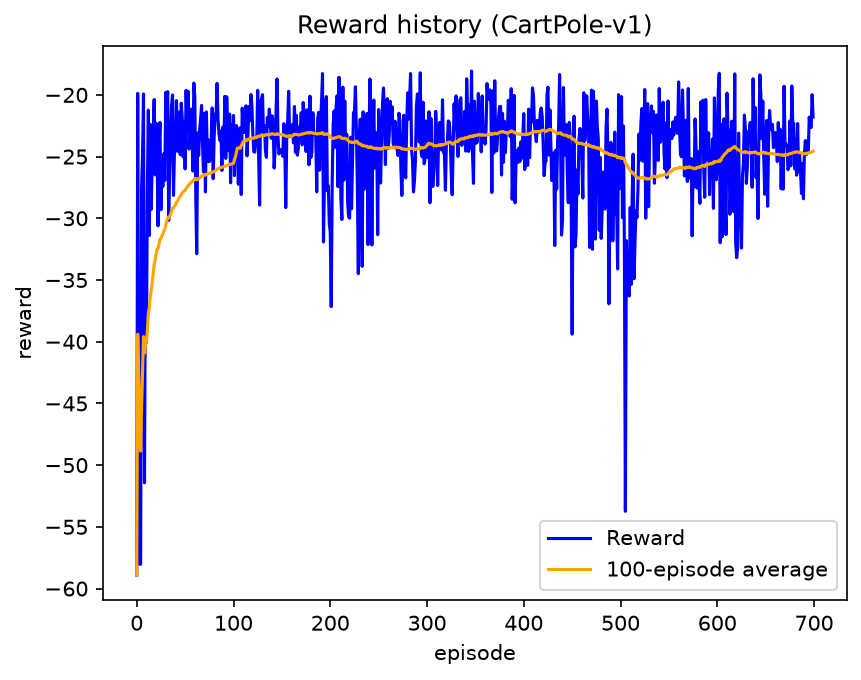 Reward history (CartPole-v1)
−20
−25
−30
−35
−40
−45
−50
−55
−60
reward
Reward
100-episode average
0 100 200 300 400 500 600 700
episode